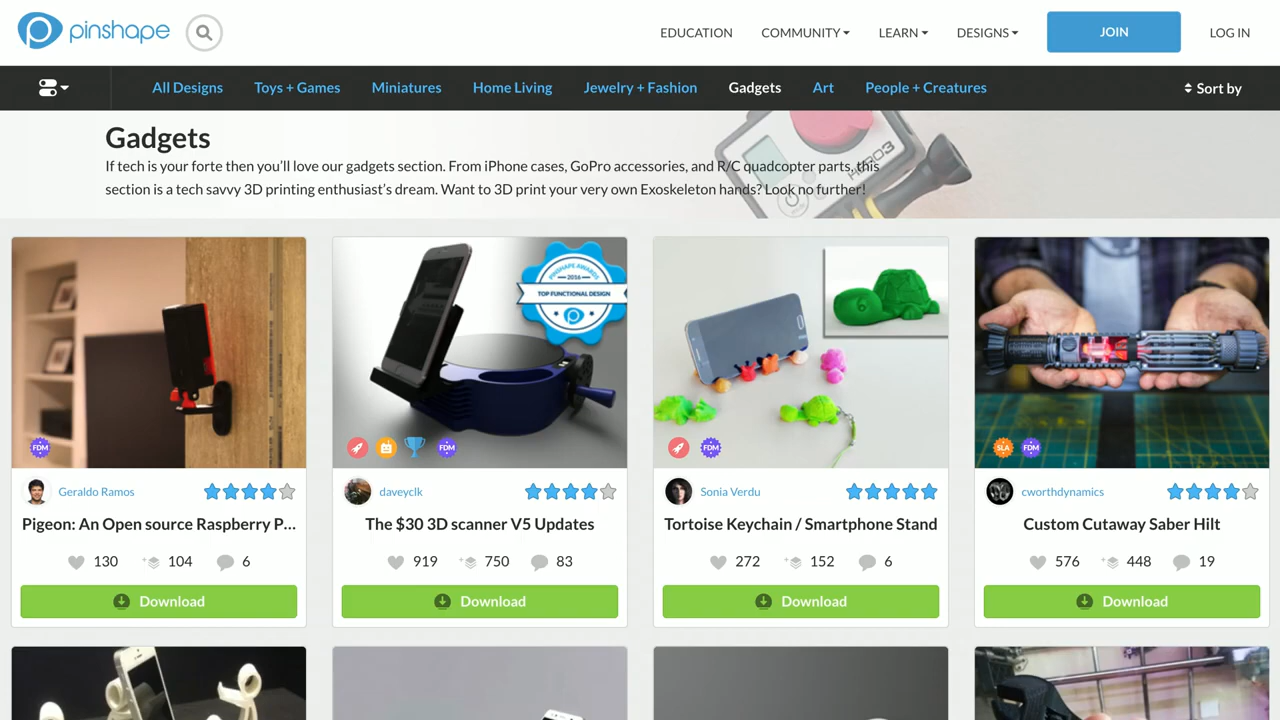 pinshape
EDUCATION COMMUNITY LEARN DESIGNS JOIN LOG IN
All Designs Toys + Games Miniatures Home Living Jewelry + Fashion Gadgets Art People + Creatures Sort by
Gadgets
If tech is your forte then you'll love our gadgets section. From iPhone cases, GoPro accessories, and R/C quadcopter parts, this
section is a tech savvy 3D printing enthusiast's dream. Want to 3D print your very own Exoskeleton hands? Look no further!
HERO3
PINSHAPE AWARDS
2016
TOP FUNCTIONAL DESIGN
FDM
FDM
FDM
SLA FDM
Geraldo Ramos
daveyclk
Sonia Verdu
cworthdynamics
Pigeon: An Open source Raspberry P...
The $30 3D scanner V5 Updates
Tortoise Keychain / Smartphone Stand
Custom Cutaway Saber Hilt
130 104 6
919 750 83
272 152 6
576 448 19
Download
Download
Download
Download